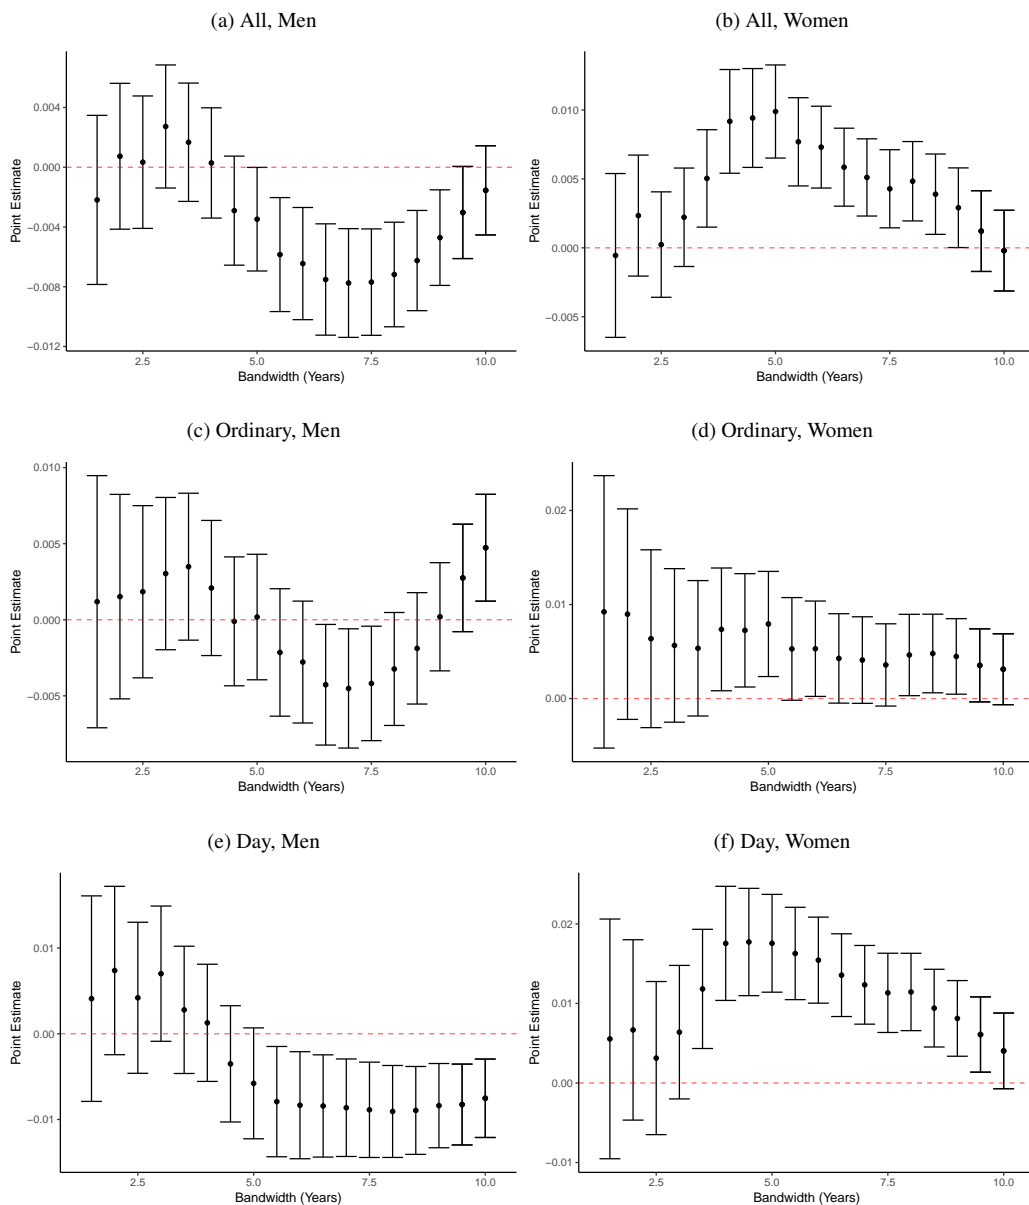 (a) All, Men
Point Estimate
0.004
0.000
−0.004
−0.008
−0.012
2.5 5.0 7.5 10.0
Bandwidth (Years)
(b) All, Women
Point Estimate
0.010
0.005
0.000
−0.005
2.5 5.0 7.5 10.0
Bandwidth (Years)
(c) Ordinary, Men
Point Estimate
0.010
0.005
0.000
−0.005
2.5 5.0 7.5 10.0
Bandwidth (Years)
(d) Ordinary, Women
Point Estimate
0.02
0.01
0.00
2.5 5.0 7.5 10.0
Bandwidth (Years)
(e) Day, Men
Point Estimate
0.01
0.00
−0.01
2.5 5.0 7.5 10.0
Bandwidth (Years)
(f) Day, Women
Point Estimate
0.02
0.01
0.00
−0.01
2.5 5.0 7.5 10.0
Bandwidth (Years)